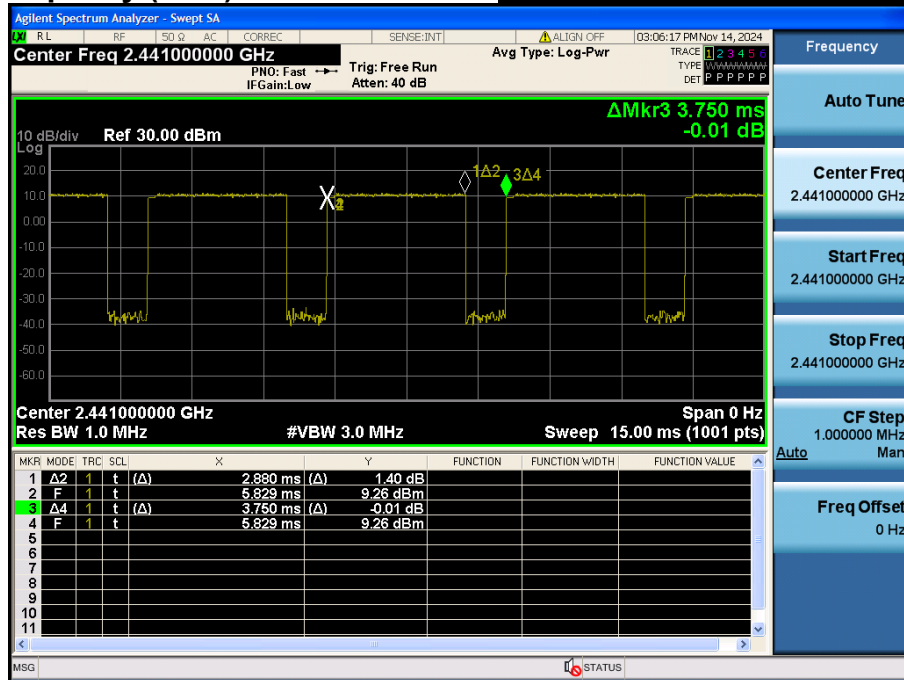 Agilent Spectrum Analyzer - Swept SA
LXI RL RF 50 Ω AC CORREC SENSE:INT ALIGN OFF 03:06:17 PM Nov 14, 2024
Center Freq 2.441000000 GHz
PNO: Fast
IFGain:Low
Trig: Free Run
Atten: 40 dB
Avg Type: Log-Pwr
TRACE 1 2 3 4 5 6
TYPE WWWWWW
DET P P P P P P
ΔMkr3 3.750 ms
-0.01 dB
10 dB/div Ref 30.00 dBm
Log
20.0
10.0
0.00
-10.0
-20.0
-30.0
-40.0
-50.0
-60.0
1Δ2
3Δ4
Center 2.441000000 GHz Span 0 Hz
Res BW 1.0 MHz #VBW 3.0 MHz Sweep 15.00 ms (1001 pts)
MKR MODE TRC SCL X Y FUNCTION FUNCTION WIDTH FUNCTION VALUE
1 Δ2 1 t (Δ) 2.880 ms (Δ) 1.40 dB
2 F 1 t 5.829 ms 9.26 dBm
3 Δ4 1 t (Δ) 3.750 ms (Δ) -0.01 dB
4 F 1 t 5.829 ms 9.26 dBm
5
6
7
8
9
10
11
MSG STATUS
Frequency
Auto Tune
Center Freq
2.441000000 GHz
Start Freq
2.441000000 GHz
Stop Freq
2.441000000 GHz
CF Step
1.000000 MHz
Auto Man
Freq Offset
0 Hz